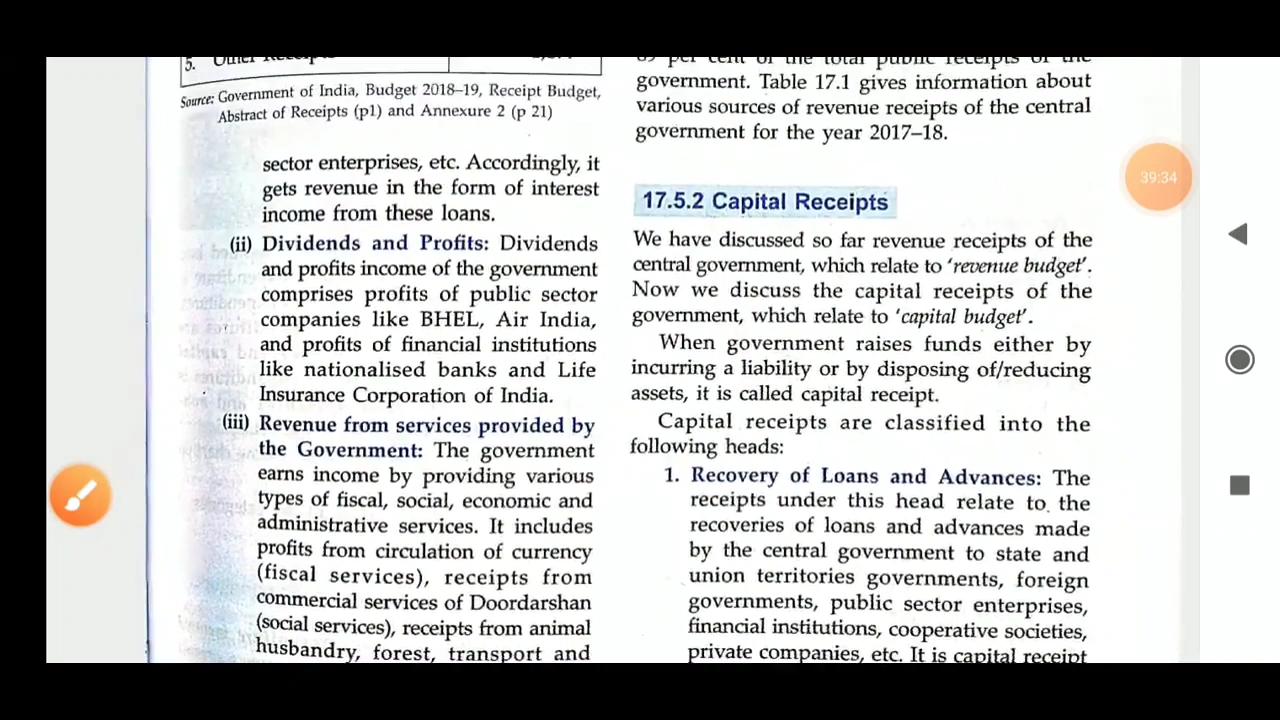 5. Other Receipts
Source: Government of India, Budget 2018–19, Receipt Budget,
Abstract of Receipts (p1) and Annexure 2 (p 21)
sector enterprises, etc. Accordingly, it
gets revenue in the form of interest
income from these loans.
(ii) Dividends and Profits: Dividends
and profits income of the government
comprises profits of public sector
companies like BHEL, Air India,
and profits of financial institutions
like nationalised banks and Life
Insurance Corporation of India.
(iii) Revenue from services provided by
the Government: The government
earns income by providing various
types of fiscal, social, economic and
administrative services. It includes
profits from circulation of currency
(fiscal services), receipts from
commercial services of Doordarshan
(social services), receipts from animal
husbandry, forest, transport and
per cent of the total public receipts of the
government. Table 17.1 gives information about
various sources of revenue receipts of the central
government for the year 2017–18.
17.5.2 Capital Receipts
We have discussed so far revenue receipts of the
central government, which relate to 'revenue budget'.
Now we discuss the capital receipts of the
government, which relate to 'capital budget'.
When government raises funds either by
incurring a liability or by disposing of/reducing
assets, it is called capital receipt.
Capital receipts are classified into the
following heads:
1. Recovery of Loans and Advances: The
receipts under this head relate to the
recoveries of loans and advances made
by the central government to state and
union territories governments, foreign
governments, public sector enterprises,
financial institutions, cooperative societies,
private companies, etc. It is capital receipt
39:34